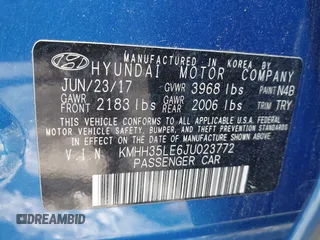 MANUFACTURED IN KOREA BY
HYUNDAI MOTOR COMPANY
JUN/23/17 GVWR 3968 lbs PAINT N4B
GAWR FRONT 2183 lbs GAWR REAR 2006 lbs TRIM TRY
THIS VEHICLE CONFORMS TO ALL APPLICABLE U.S. FEDERAL MOTOR VEHICLE
SAFETY, BUMPER, AND THEFT PREVENTION STANDARDS IN EFFECT ON THE
DATE OF MANUFACTURE SHOWN ABOVE.
V.I.N. KMHH35LE6JU023772
PASSENGER CAR
DREAMBID